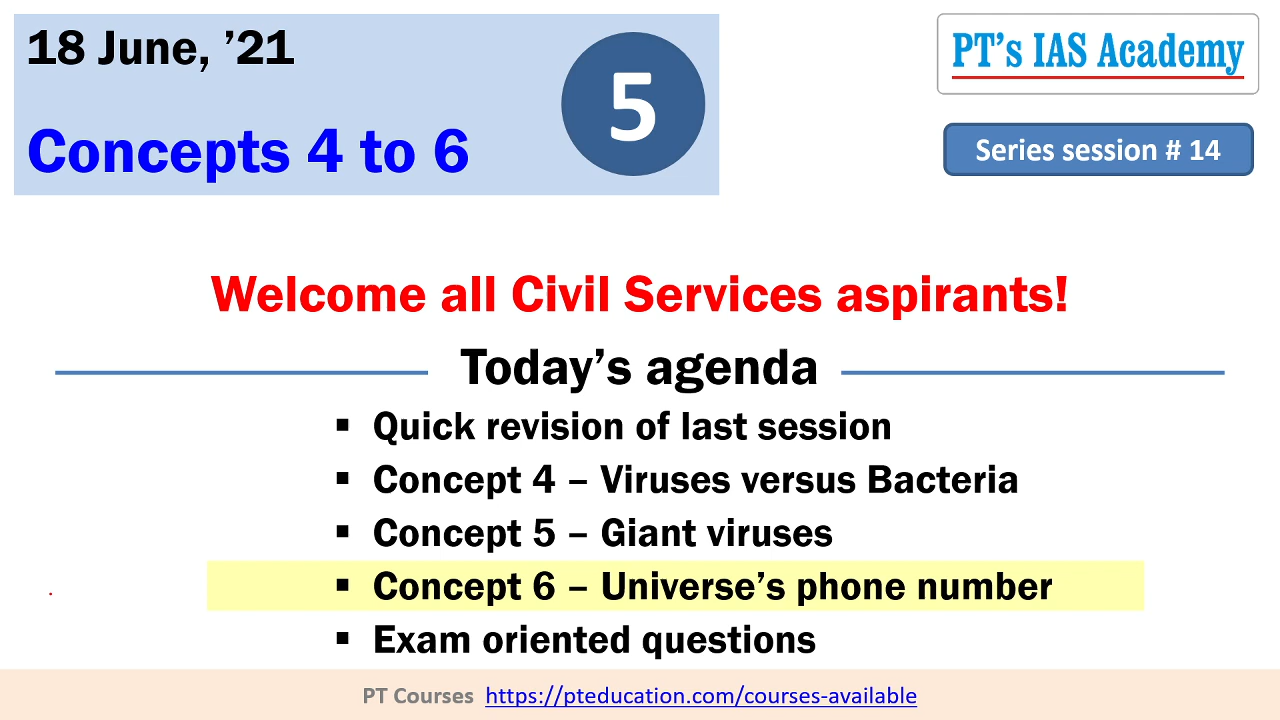 18 June, ’21
Concepts 4 to 6
5
PT’s IAS Academy
Series session # 14
Welcome all Civil Services aspirants!
Today’s agenda
▪ Quick revision of last session
▪ Concept 4 – Viruses versus Bacteria
▪ Concept 5 – Giant viruses
▪ Concept 6 – Universe’s phone number
▪ Exam oriented questions
PT Courses https://pteducation.com/courses-available